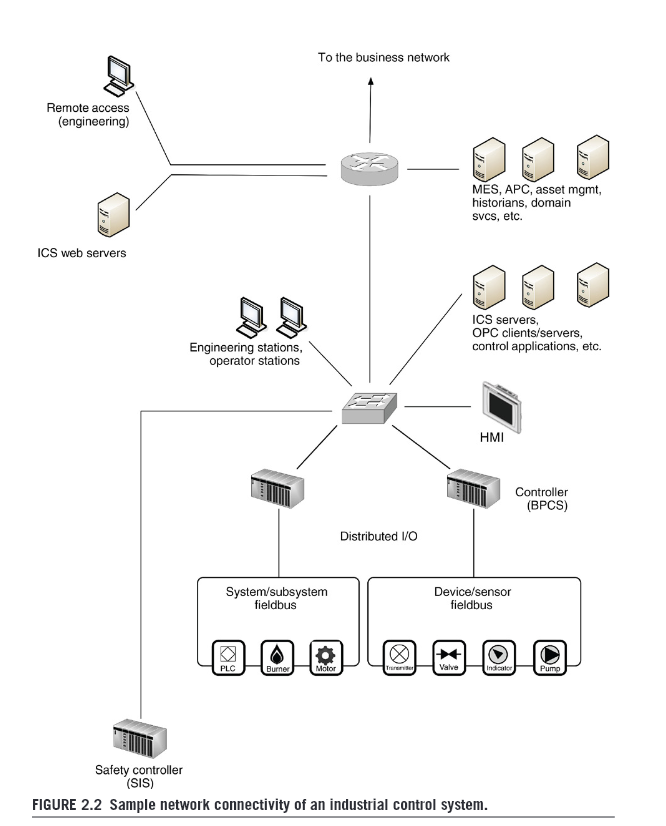 To the business network
Remote access
(engineering)
MES, APC, asset mgmt,
historians, domain
svcs, etc.
ICS web servers
ICS servers,
OPC clients/servers,
control applications, etc.
Engineering stations,
operator stations
HMI
Controller
(BPCS)
Distributed I/O
System/subsystem
fieldbus
Device/sensor
fieldbus
PLC
Burner
Motor
Transmitter
Valve
Indicator
Pump
Safety controller
(SIS)
FIGURE 2.2 Sample network connectivity of an industrial control system.